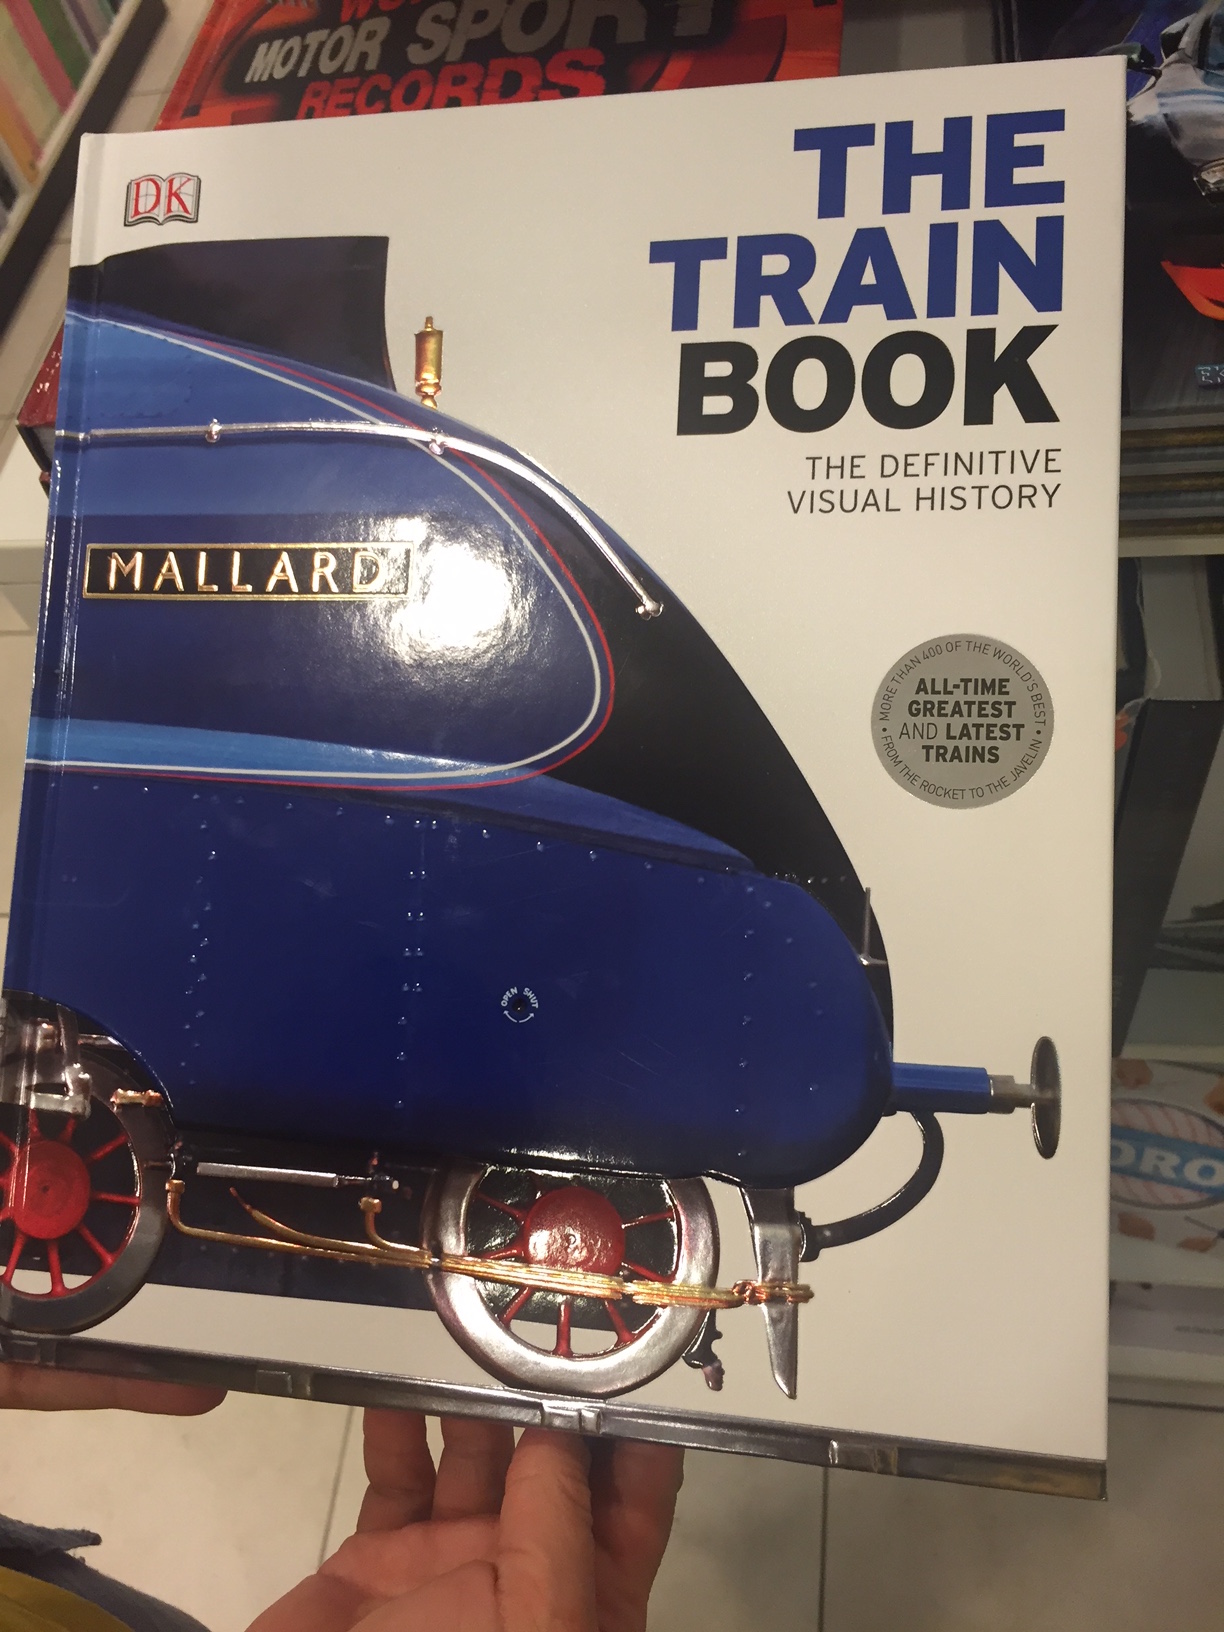 MOTOR SPORT
RECORDS
DK
THE
TRAIN
BOOK
THE DEFINITIVE
VISUAL HISTORY
MALLARD
MORE THAN 400 OF THE WORLD'S BEST
ALL-TIME
GREATEST
AND LATEST
TRAINS
• FROM THE ROCKET TO THE JAVELIN •
OPEN SHUT